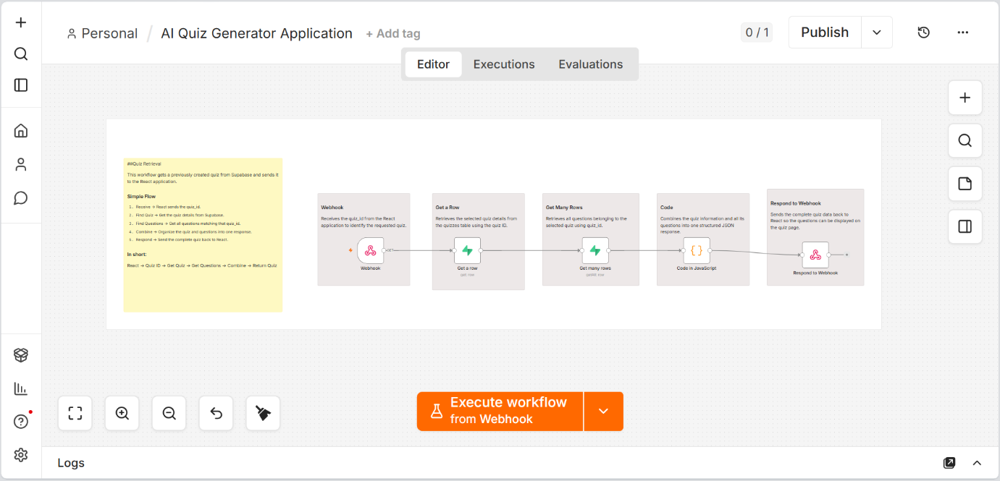 Personal / AI Quiz Generator Application + Add tag
0 / 1
Publish
Editor Executions Evaluations
##Quiz Retrieval
This workflow gets a previously created quiz from Supabase and sends it
to the React application.
Simple Flow
1. Receive → React sends the quiz_id.
2. Find Quiz → Get the quiz details from Supabase.
3. Find Questions → Get all questions matching that quiz_id.
4. Combine → Organize the quiz and questions into one response.
5. Respond → Send the complete quiz back to React.
In short:
React → Quiz ID → Get Quiz → Get Questions → Combine → Return Quiz
Webhook
Receives the quiz_id from the React
application to identify the requested quiz.
GET
Webhook
Get a Row
Retrieves the selected quiz details from
the quizzes table using the quiz ID.
Get a row
get: row
Get Many Rows
Retrieves all questions belonging to the
selected quiz using quiz_id.
Get many rows
getAll: row
Code
Combines the quiz information and all its
questions into one structured JSON
response.
Code in JavaScript
Respond to Webhook
Sends the complete quiz data back to
React so the questions can be displayed on
the quiz page.
Respond to Webhook
Execute workflow
from Webhook
Logs